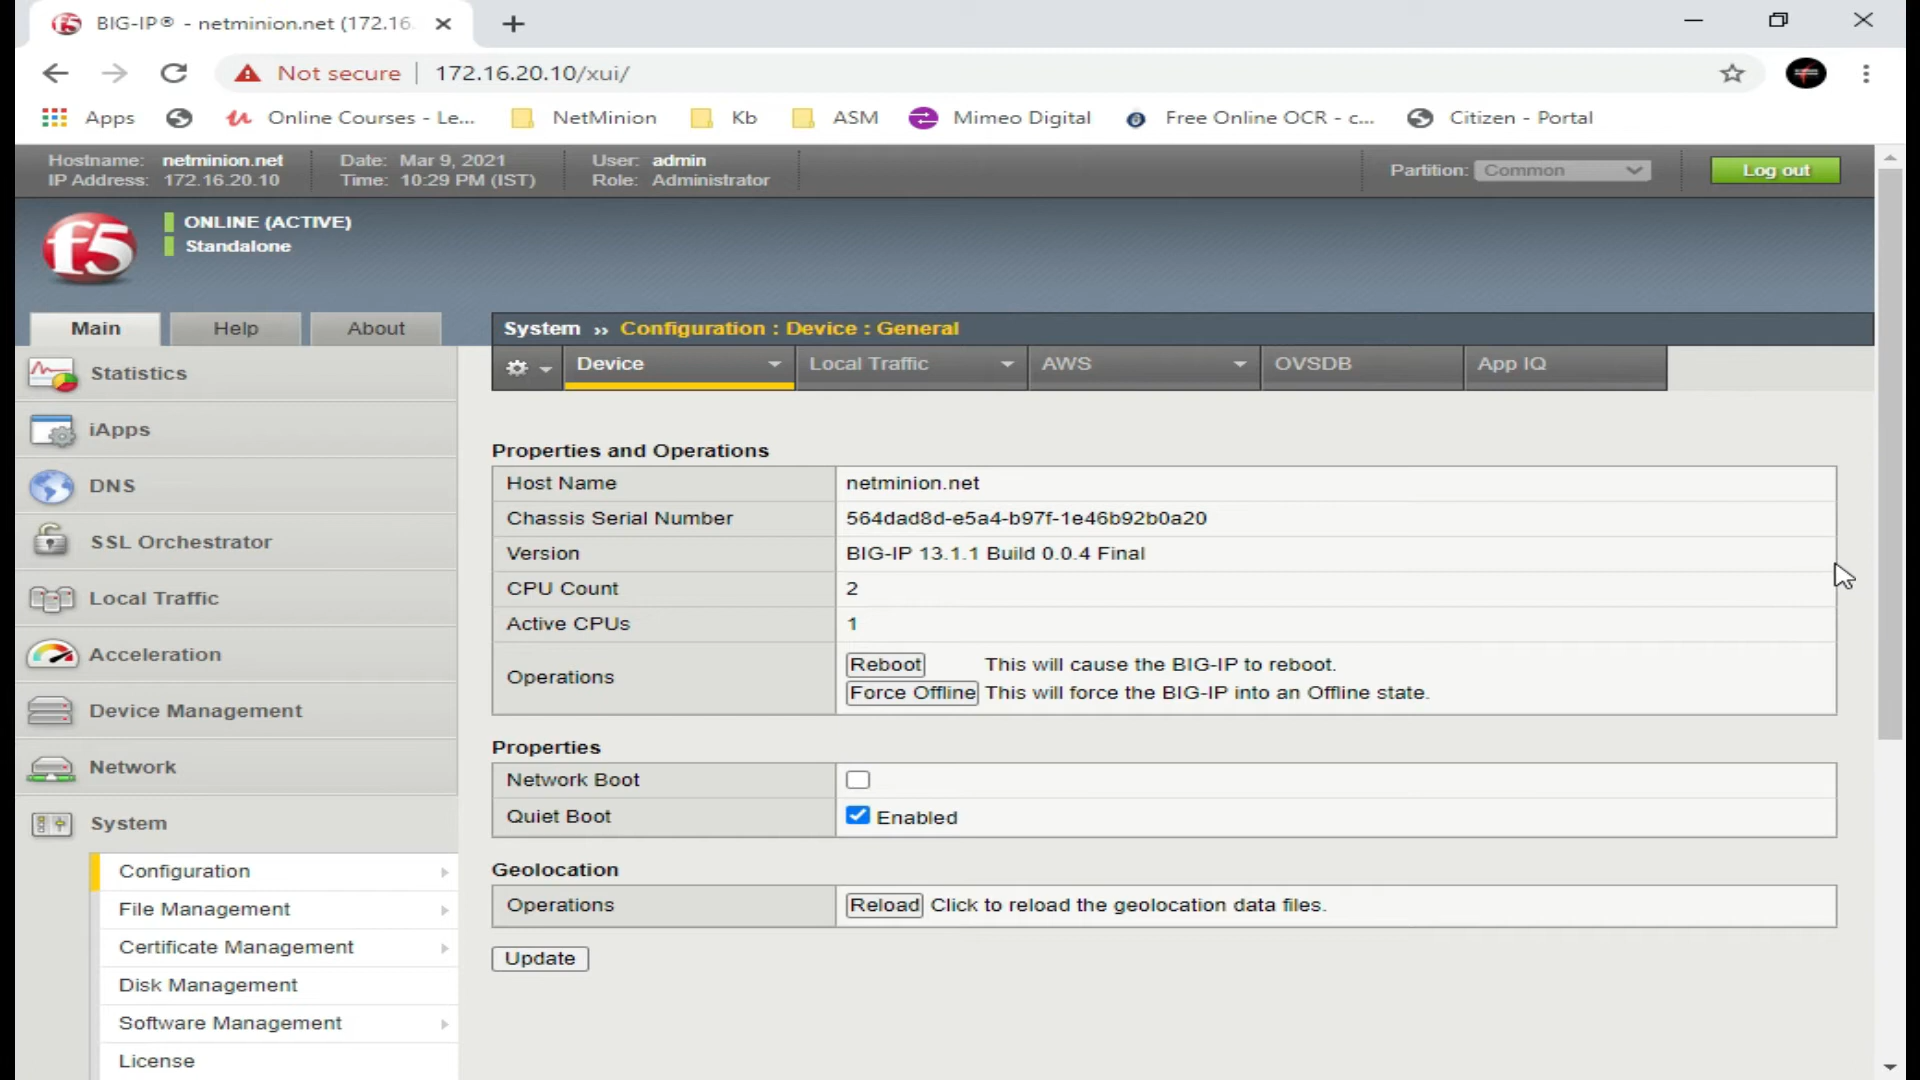 BIG-IP® - netminion.net (172.16.
Not secure | 172.16.20.10/xui/
Apps
Online Courses - Le...
NetMinion
Kb
ASM
Mimeo Digital
Free Online OCR - c...
Citizen - Portal
Hostname: netminion.net
IP Address: 172.16.20.10
Date: Mar 9, 2021
Time: 10:29 PM (IST)
User: admin
Role: Administrator
Partition: Common
Log out
f5
ONLINE (ACTIVE)
Standalone
Main
Help
About
System ›› Configuration : Device : General
Device
Local Traffic
AWS
OVSDB
App IQ
Statistics
iApps
DNS
SSL Orchestrator
Local Traffic
Acceleration
Device Management
Network
System
Configuration
File Management
Certificate Management
Disk Management
Software Management
License
Properties and Operations
Host Name netminion.net
Chassis Serial Number 564dad8d-e5a4-b97f-1e46b92b0a20
Version BIG-IP 13.1.1 Build 0.0.4 Final
CPU Count 2
Active CPUs 1
Operations
Reboot This will cause the BIG-IP to reboot.
Force Offline This will force the BIG-IP into an Offline state.
Properties
Network Boot
Quiet Boot Enabled
Geolocation
Operations Reload Click to reload the geolocation data files.
Update